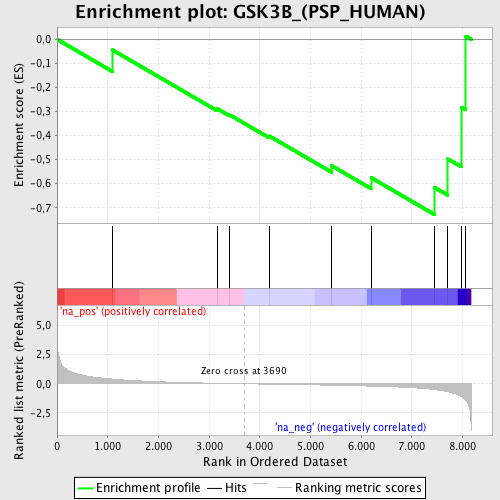 Enrichment plot: GSK3B_(PSP_HUMAN)
Enrichment score (ES)
0,0
-0,1
-0,2
-0,3
-0,4
-0,5
-0,6
-0,7
'na_pos' (positively correlated)
Ranked list metric (PreRanked)
5,0
2,5
0,0
-2,5
Zero cross at 3690
'na_neg' (negatively correlated)
0 1.000 2.000 3.000 4.000 5.000 6.000 7.000 8.000
Rank in Ordered Dataset
Enrichment profile Hits Ranking metric scores